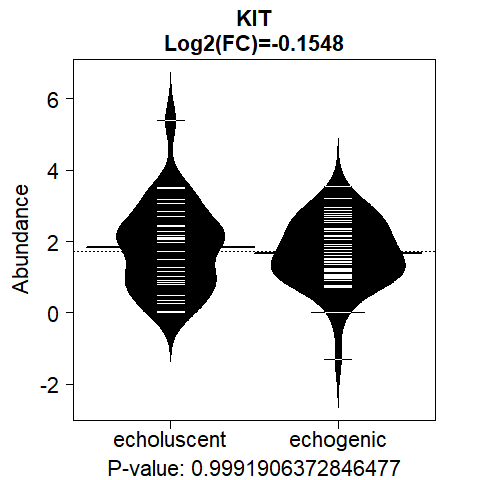 KIT
Log2(FC)=-0.1548
Abundance
6
4
2
0
-2
echoluscent echogenic
P-value: 0.9991906372846477